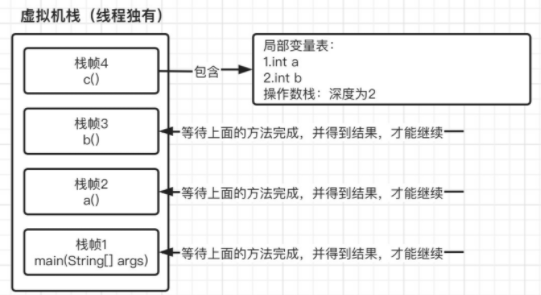 虚拟机栈（线程独有）
栈帧4
c()
包含
局部变量表：
1.int a
2.int b
操作数栈：深度为2
栈帧3
b()
等待上面的方法完成，并得到结果，才能继续
栈帧2
a()
等待上面的方法完成，并得到结果，才能继续
栈帧1
main(String[] args)
等待上面的方法完成，并得到结果，才能继续